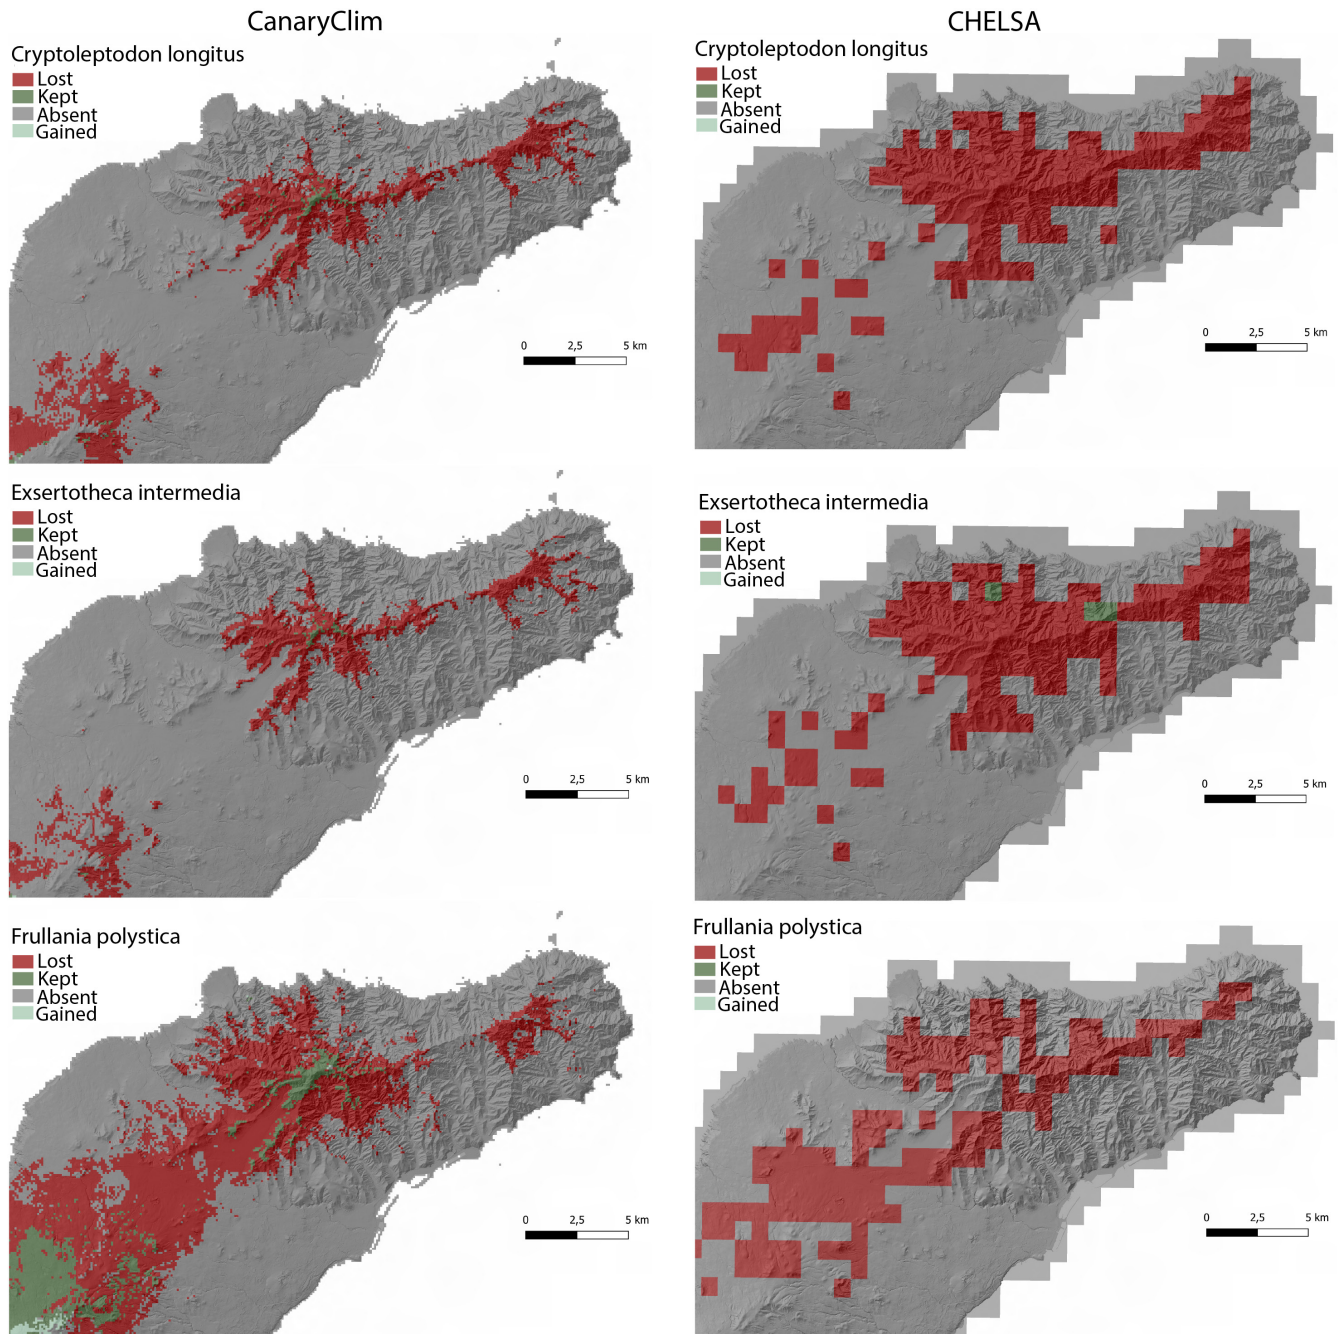 CanaryClim
CHELSA
Cryptoleptodon longitus
Lost
Kept
Absent
Gained
0 2,5 5 km
Cryptoleptodon longitus
Lost
Kept
Absent
Gained
0 2,5 5 km
Exsertotheca intermedia
Lost
Kept
Absent
Gained
0 2,5 5 km
Exsertotheca intermedia
Lost
Kept
Absent
Gained
0 2,5 5 km
Frullania polystica
Lost
Kept
Absent
Gained
0 2,5 5 km
Frullania polystica
Lost
Kept
Absent
Gained
0 2,5 5 km